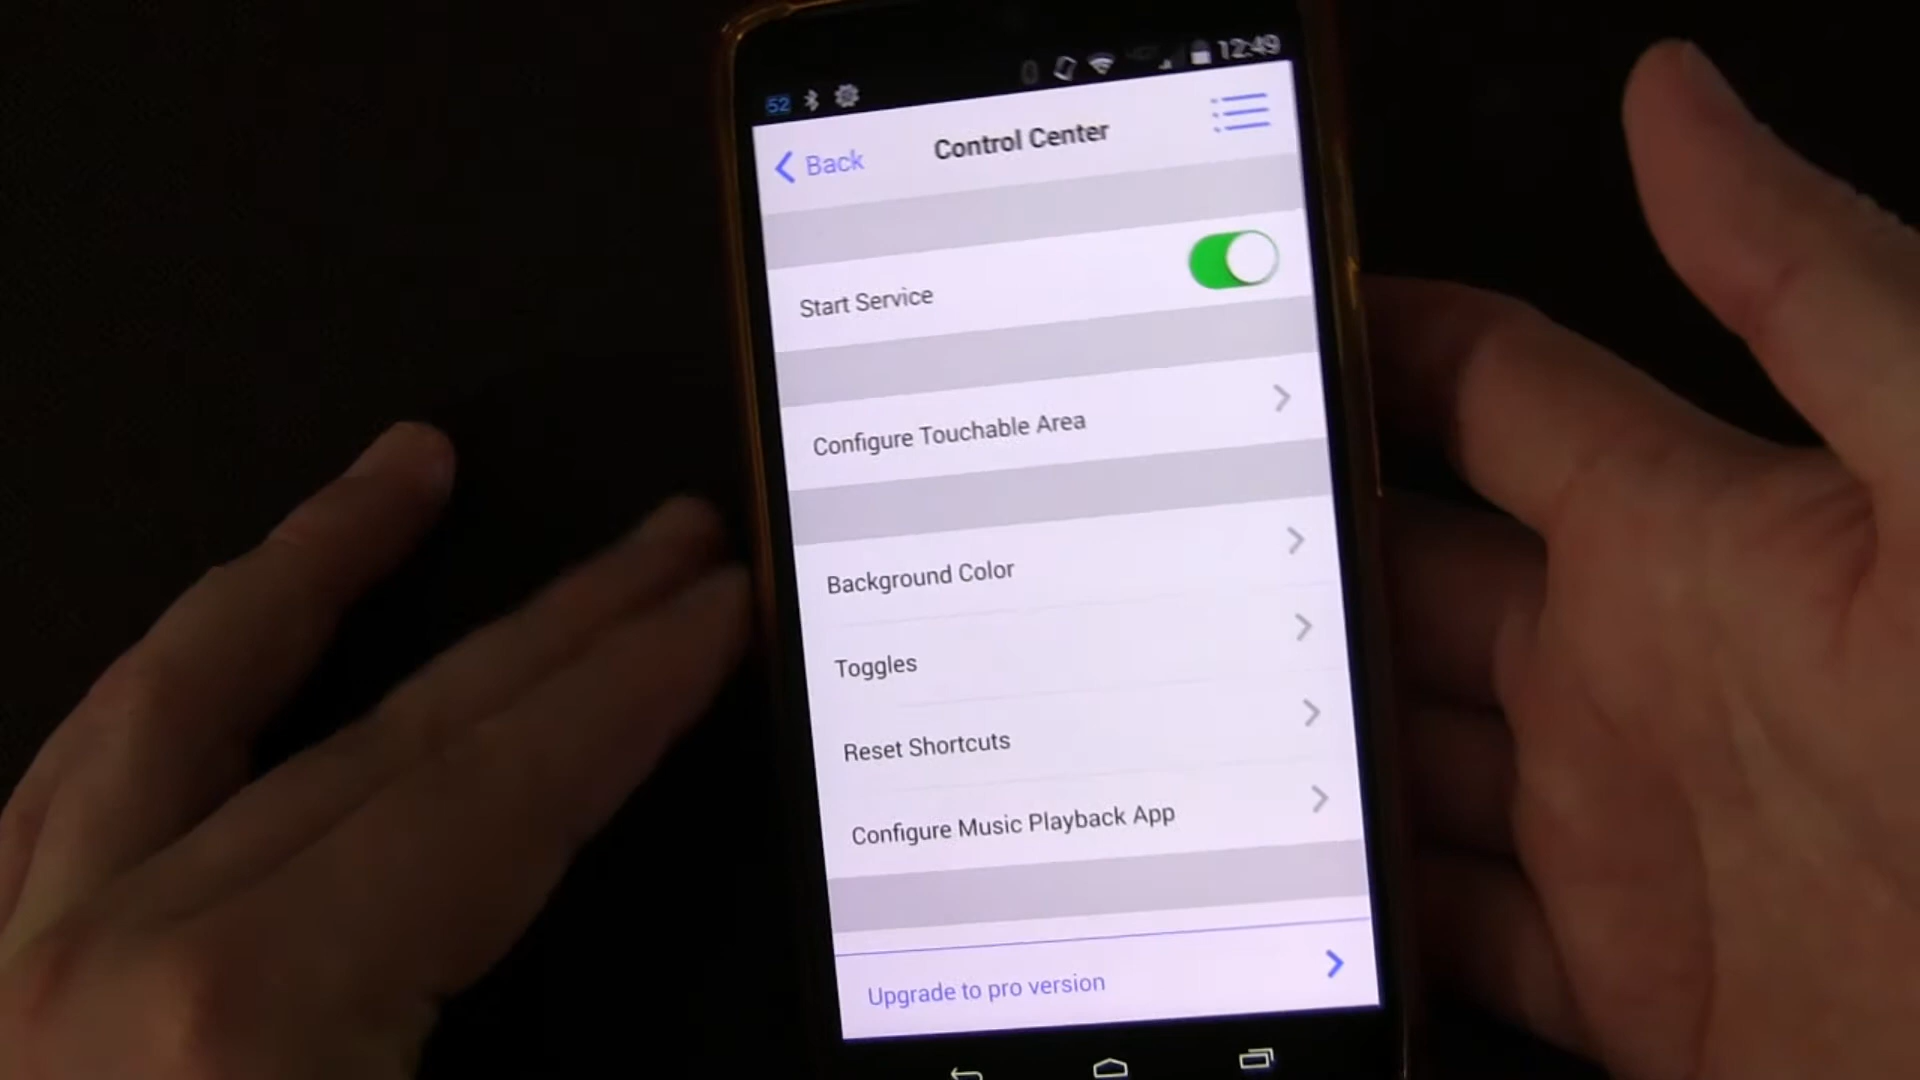 52
12:49
Back
Control Center
Start Service
Configure Touchable Area
Background Color
Toggles
Reset Shortcuts
Configure Music Playback App
Upgrade to pro version